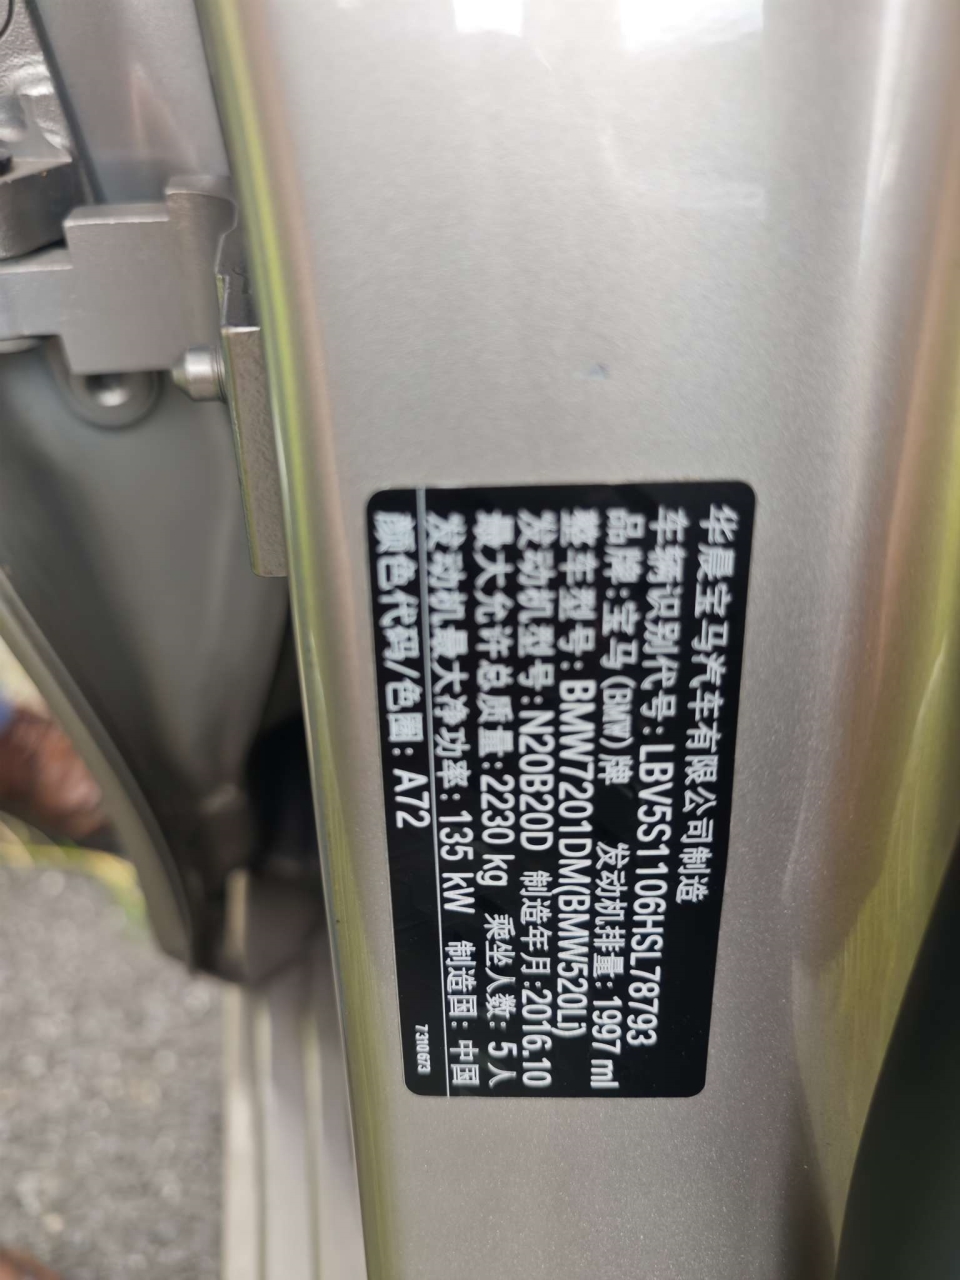 华晨宝马汽车有限公司制造
车辆识别代号:LBV5S1106HSL78793
品牌:宝马(BMW)牌 发动机排量:1997 ml
整车型号:BMW7201DM(BMW520Li)
发动机型号:N20B20D 制造年月:2016.10
最大允许总质量:2230 kg 乘坐人数: 5人
发动机最大净功率: 135 kW 制造国: 中国
颜色代码/色圖: A72
7310673